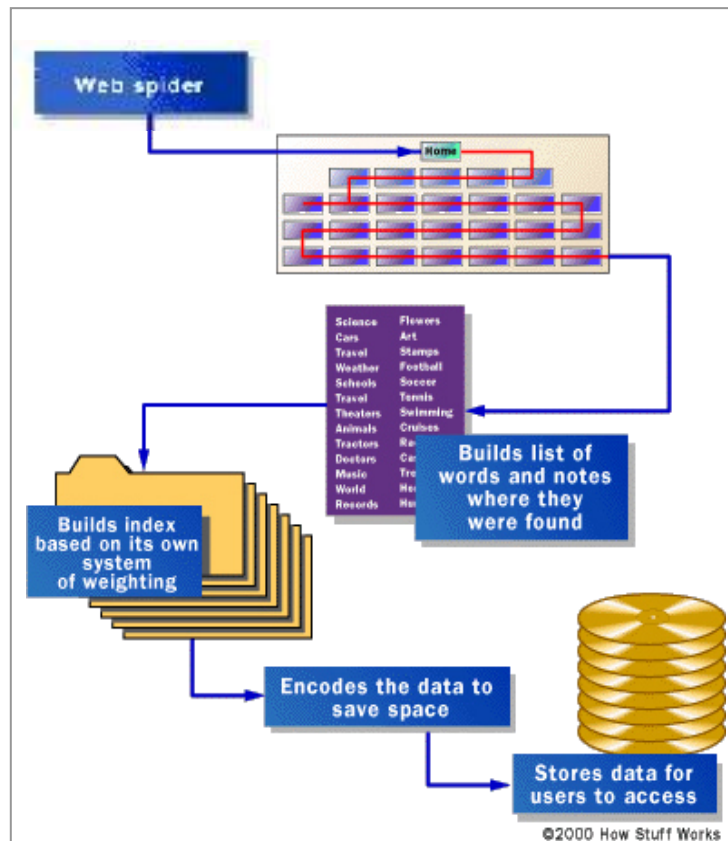 Web spider
Home
Science
Cars
Travel
Weather
Schools
Travel
Theaters
Animals
Tractors
Doctors
Music
World
Records
Flowers
Art
Stamps
Football
Soccer
Tennis
Swimming
Cruises
Builds list of
words and notes
where they
were found
Builds index
based on its own
system
of weighting
Encodes the data to
save space
Stores data for
users to access
©2000 How Stuff Works